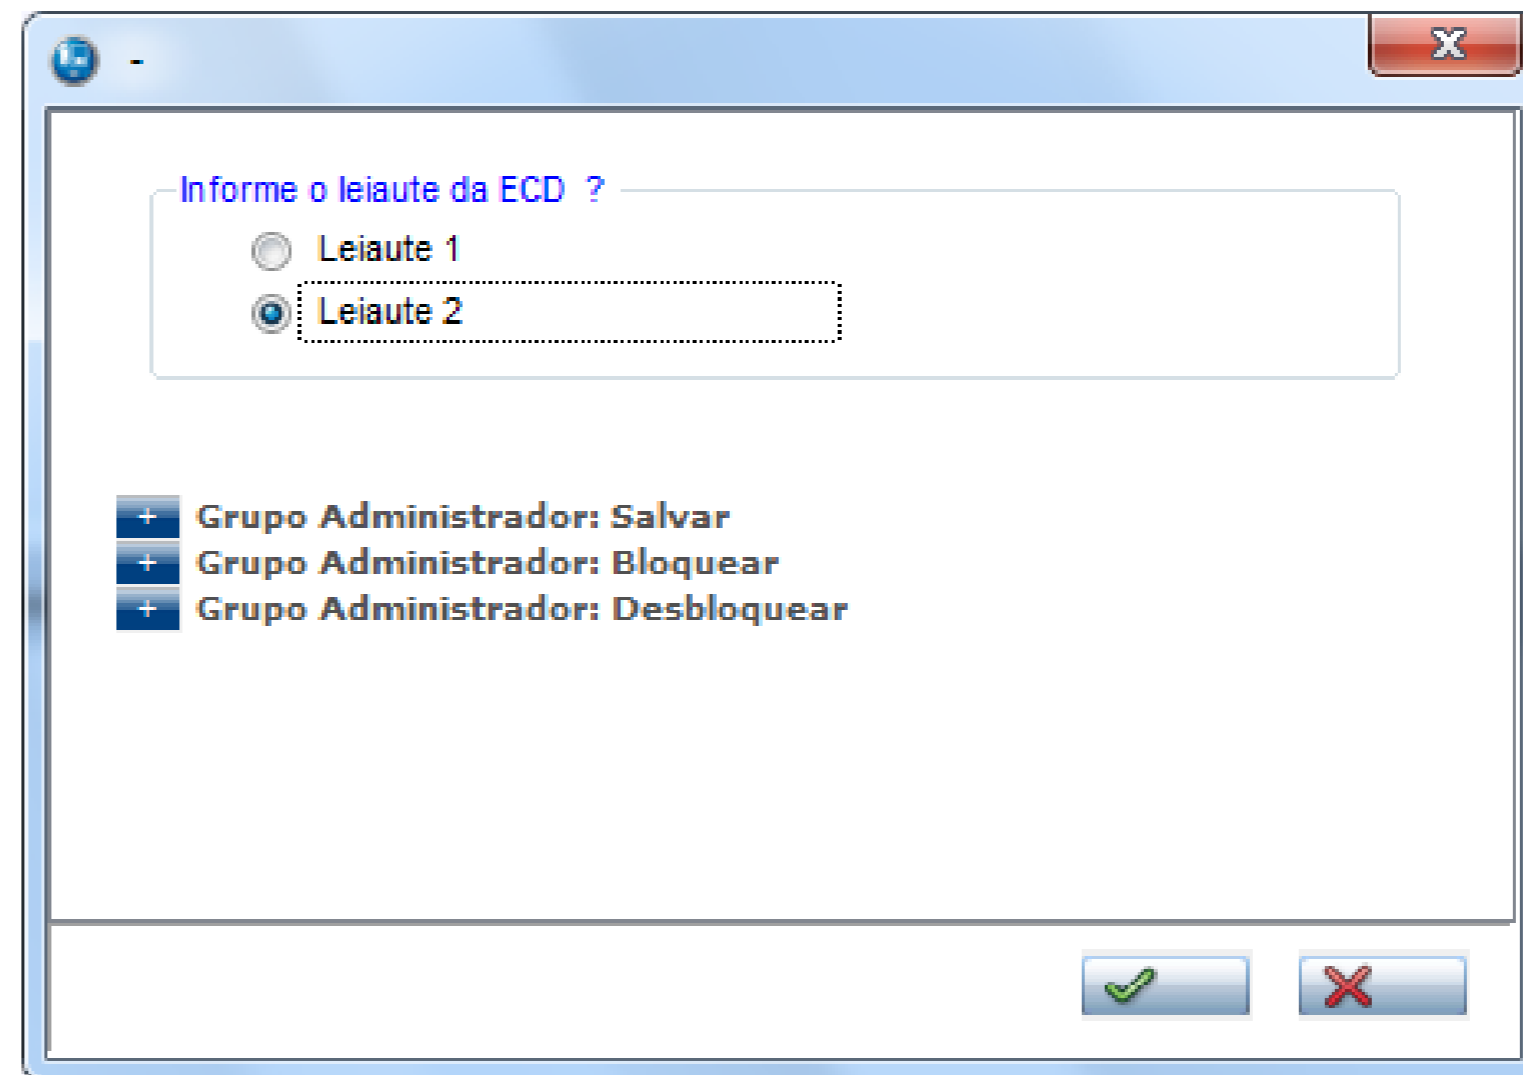 -
Informe o leiaute da ECD ?
Leiaute 1
Leiaute 2
+ Grupo Administrador: Salvar
+ Grupo Administrador: Bloquear
+ Grupo Administrador: Desbloquear